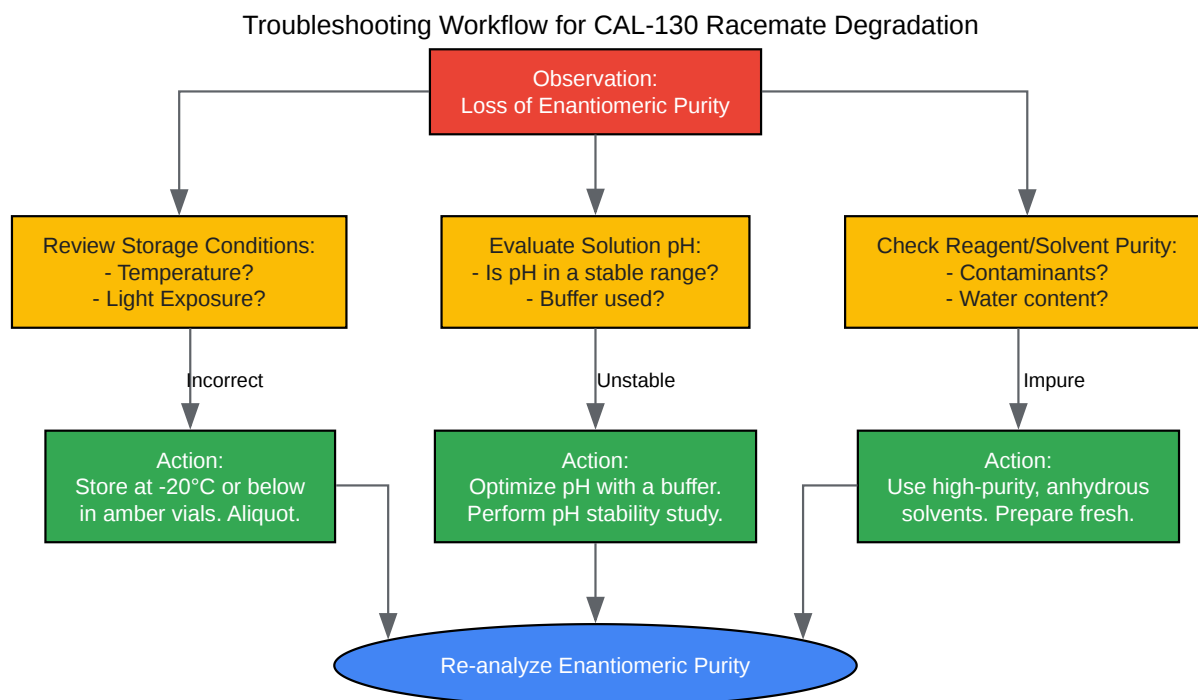 Troubleshooting Workflow for CAL-130 Racemate Degradation
Observation:
Loss of Enantiomeric Purity
Review Storage Conditions:
- Temperature?
- Light Exposure?
Evaluate Solution pH:
- Is pH in a stable range?
- Buffer used?
Check Reagent/Solvent Purity:
- Contaminants?
- Water content?
Incorrect
Unstable
Impure
Action:
Store at -20°C or below
in amber vials. Aliquot.
Action:
Optimize pH with a buffer.
Perform pH stability study.
Action:
Use high-purity, anhydrous
solvents. Prepare fresh.
Re-analyze Enantiomeric Purity